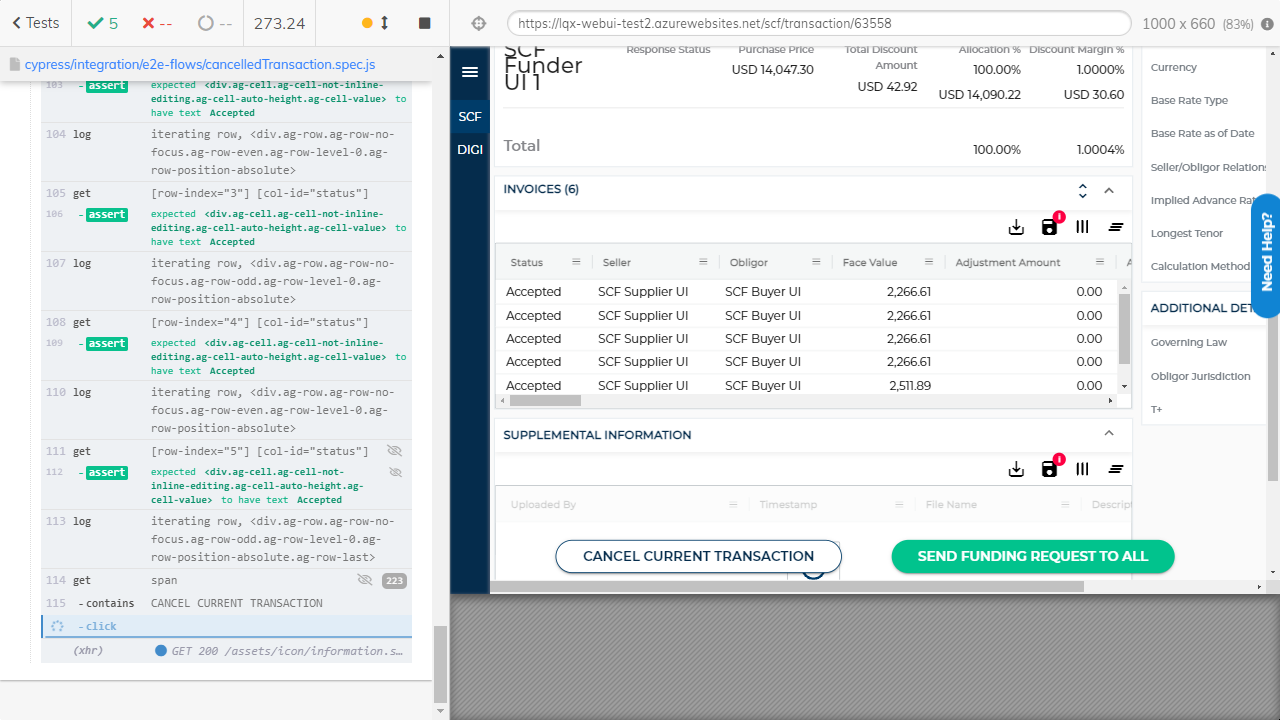 Tests 5 -- -- 273.24
cypress/integration/e2e-flows/cancelledTransaction.spec.js
103 -assert expected <div.ag-cell.ag-cell-not-inline-
editing.ag-cell-auto-height.ag-cell-value> to
have text Accepted
104 log iterating row, <div.ag-row.ag-row-no-
focus.ag-row-even.ag-row-level-0.ag-
row-position-absolute>
105 get [row-index="3"] [col-id="status"]
106 -assert expected <div.ag-cell.ag-cell-not-inline-
editing.ag-cell-auto-height.ag-cell-value> to
have text Accepted
107 log iterating row, <div.ag-row.ag-row-no-
focus.ag-row-odd.ag-row-level-0.ag-
row-position-absolute>
108 get [row-index="4"] [col-id="status"]
109 -assert expected <div.ag-cell.ag-cell-not-inline-
editing.ag-cell-auto-height.ag-cell-value> to
have text Accepted
110 log iterating row, <div.ag-row.ag-row-no-
focus.ag-row-even.ag-row-level-0.ag-
row-position-absolute>
111 get [row-index="5"] [col-id="status"]
112 -assert expected <div.ag-cell.ag-cell-not-
inline-editing.ag-cell-auto-height.ag-
cell-value> to have text Accepted
113 log iterating row, <div.ag-row.ag-row-no-
focus.ag-row-odd.ag-row-level-0.ag-
row-position-absolute.ag-row-last>
114 get span 223
115 -contains CANCEL CURRENT TRANSACTION
-click
(xhr) GET 200 /assets/icon/information.s...
https://lqx-webui-test2.azurewebsites.net/scf/transaction/63558
1000 x 660 (83%)
SCF
DIGI
SCF
Funder
UI 1
Response Status Purchase Price Total Discount
Amount Allocation % Discount Margin %
USD 14,047.30 USD 42.92 100.00% 1.0000%
USD 14,090.22 USD 30.60
Total 100.00% 1.0004%
INVOICES (6)
Status Seller Obligor Face Value Adjustment Amount A
Accepted SCF Supplier UI SCF Buyer UI 2,266.61 0.00
Accepted SCF Supplier UI SCF Buyer UI 2,266.61 0.00
Accepted SCF Supplier UI SCF Buyer UI 2,266.61 0.00
Accepted SCF Supplier UI SCF Buyer UI 2,266.61 0.00
Accepted SCF Supplier UI SCF Buyer UI 2,511.89 0.00
SUPPLEMENTAL INFORMATION
Uploaded By Timestamp File Name Descript
CANCEL CURRENT TRANSACTION SEND FUNDING REQUEST TO ALL
Currency
Base Rate Type
Base Rate as of Date
Seller/Obligor Relations
Implied Advance Rat
Longest Tenor
Calculation Method
ADDITIONAL DET
Governing Law
Obligor Jurisdiction
T+
Need Help?